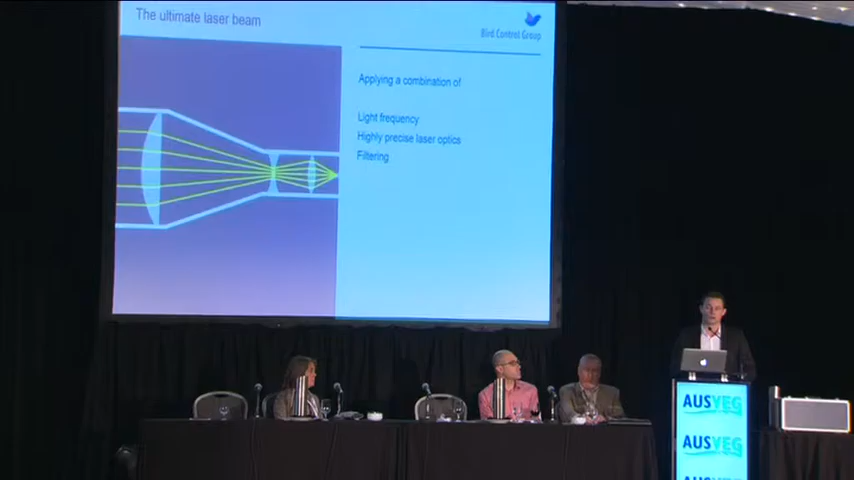 The ultimate laser beam
Bird Control Group
Applying a combination of
Light frequency
Highly precise laser optics
Filtering
AUSVEG
AUSVEG
AUSVEG